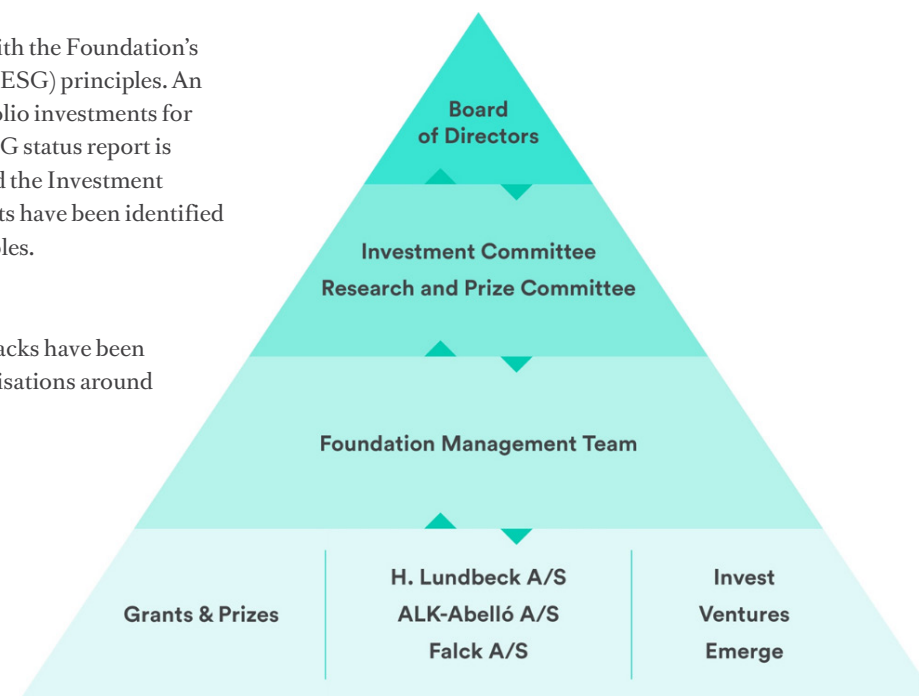 ith the Foundation's
ESG) principles. An
lio investments for
G status report is
d the Investment
ts have been identified
les.
acks have been
isations around
Board
of Directors
Investment Committee
Research and Prize Committee
Foundation Management Team
Grants & Prizes
H. Lundbeck A/S
ALK-Abelló A/S
Falck A/S
Invest
Ventures
Emerge